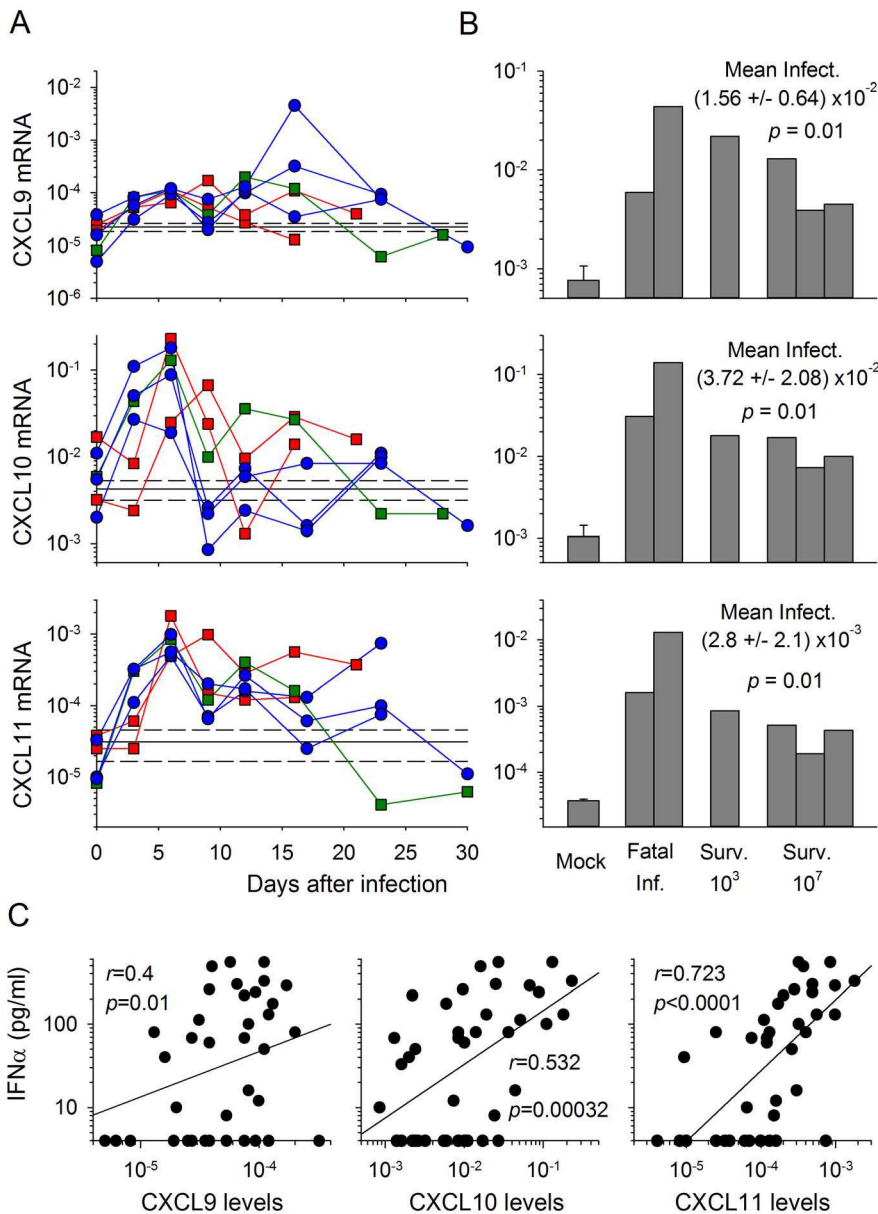 A
B
CXCL9 mRNA
10-2
10-3
10-4
10-5
10-6
10-1
10-2
10-3
Mean Infect.
(1.56 +/- 0.64) x10-2
p = 0.01
CXCL10 mRNA
10-1
10-2
10-3
10-1
10-2
10-3
Mean Infect.
(3.72 +/- 2.08) x10-2
p = 0.01
CXCL11 mRNA
10-3
10-4
10-5
10-2
10-3
10-4
Mean Infect.
(2.8 +/- 2.1) x10-3
p = 0.01
0 5 10 15 20 25 30
Days after infection
Mock
Fatal
Inf.
Surv.
103
Surv.
107
C
IFNα (pg/ml)
100
10
r=0.4
p=0.01
r=0.532
p=0.00032
r=0.723
p<0.0001
10-5 10-4
10-3 10-2 10-1
10-5 10-4 10-3
CXCL9 levels
CXCL10 levels
CXCL11 levels